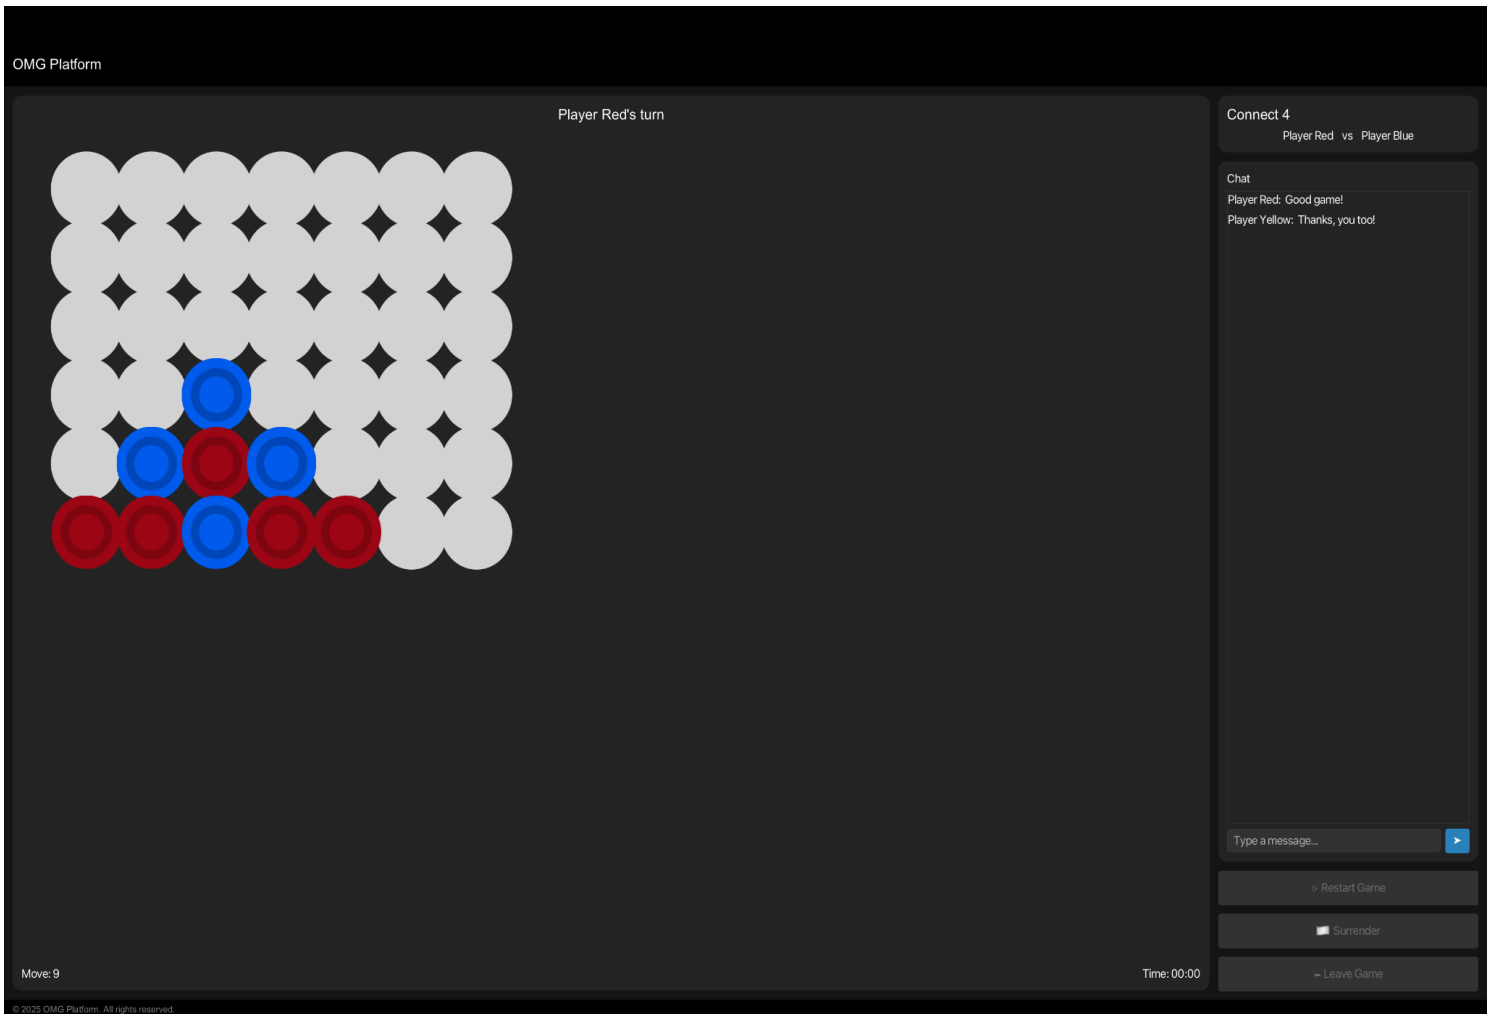 OMG Platform
Player Red's turn
Connect 4
Player Red vs Player Blue
Chat
Player Red: Good game!
Player Yellow: Thanks, you too!
Type a message...
Restart Game
Surrender
Leave Game
Move: 9
Time: 00:00
© 2025 OMG Platform. All rights reserved.